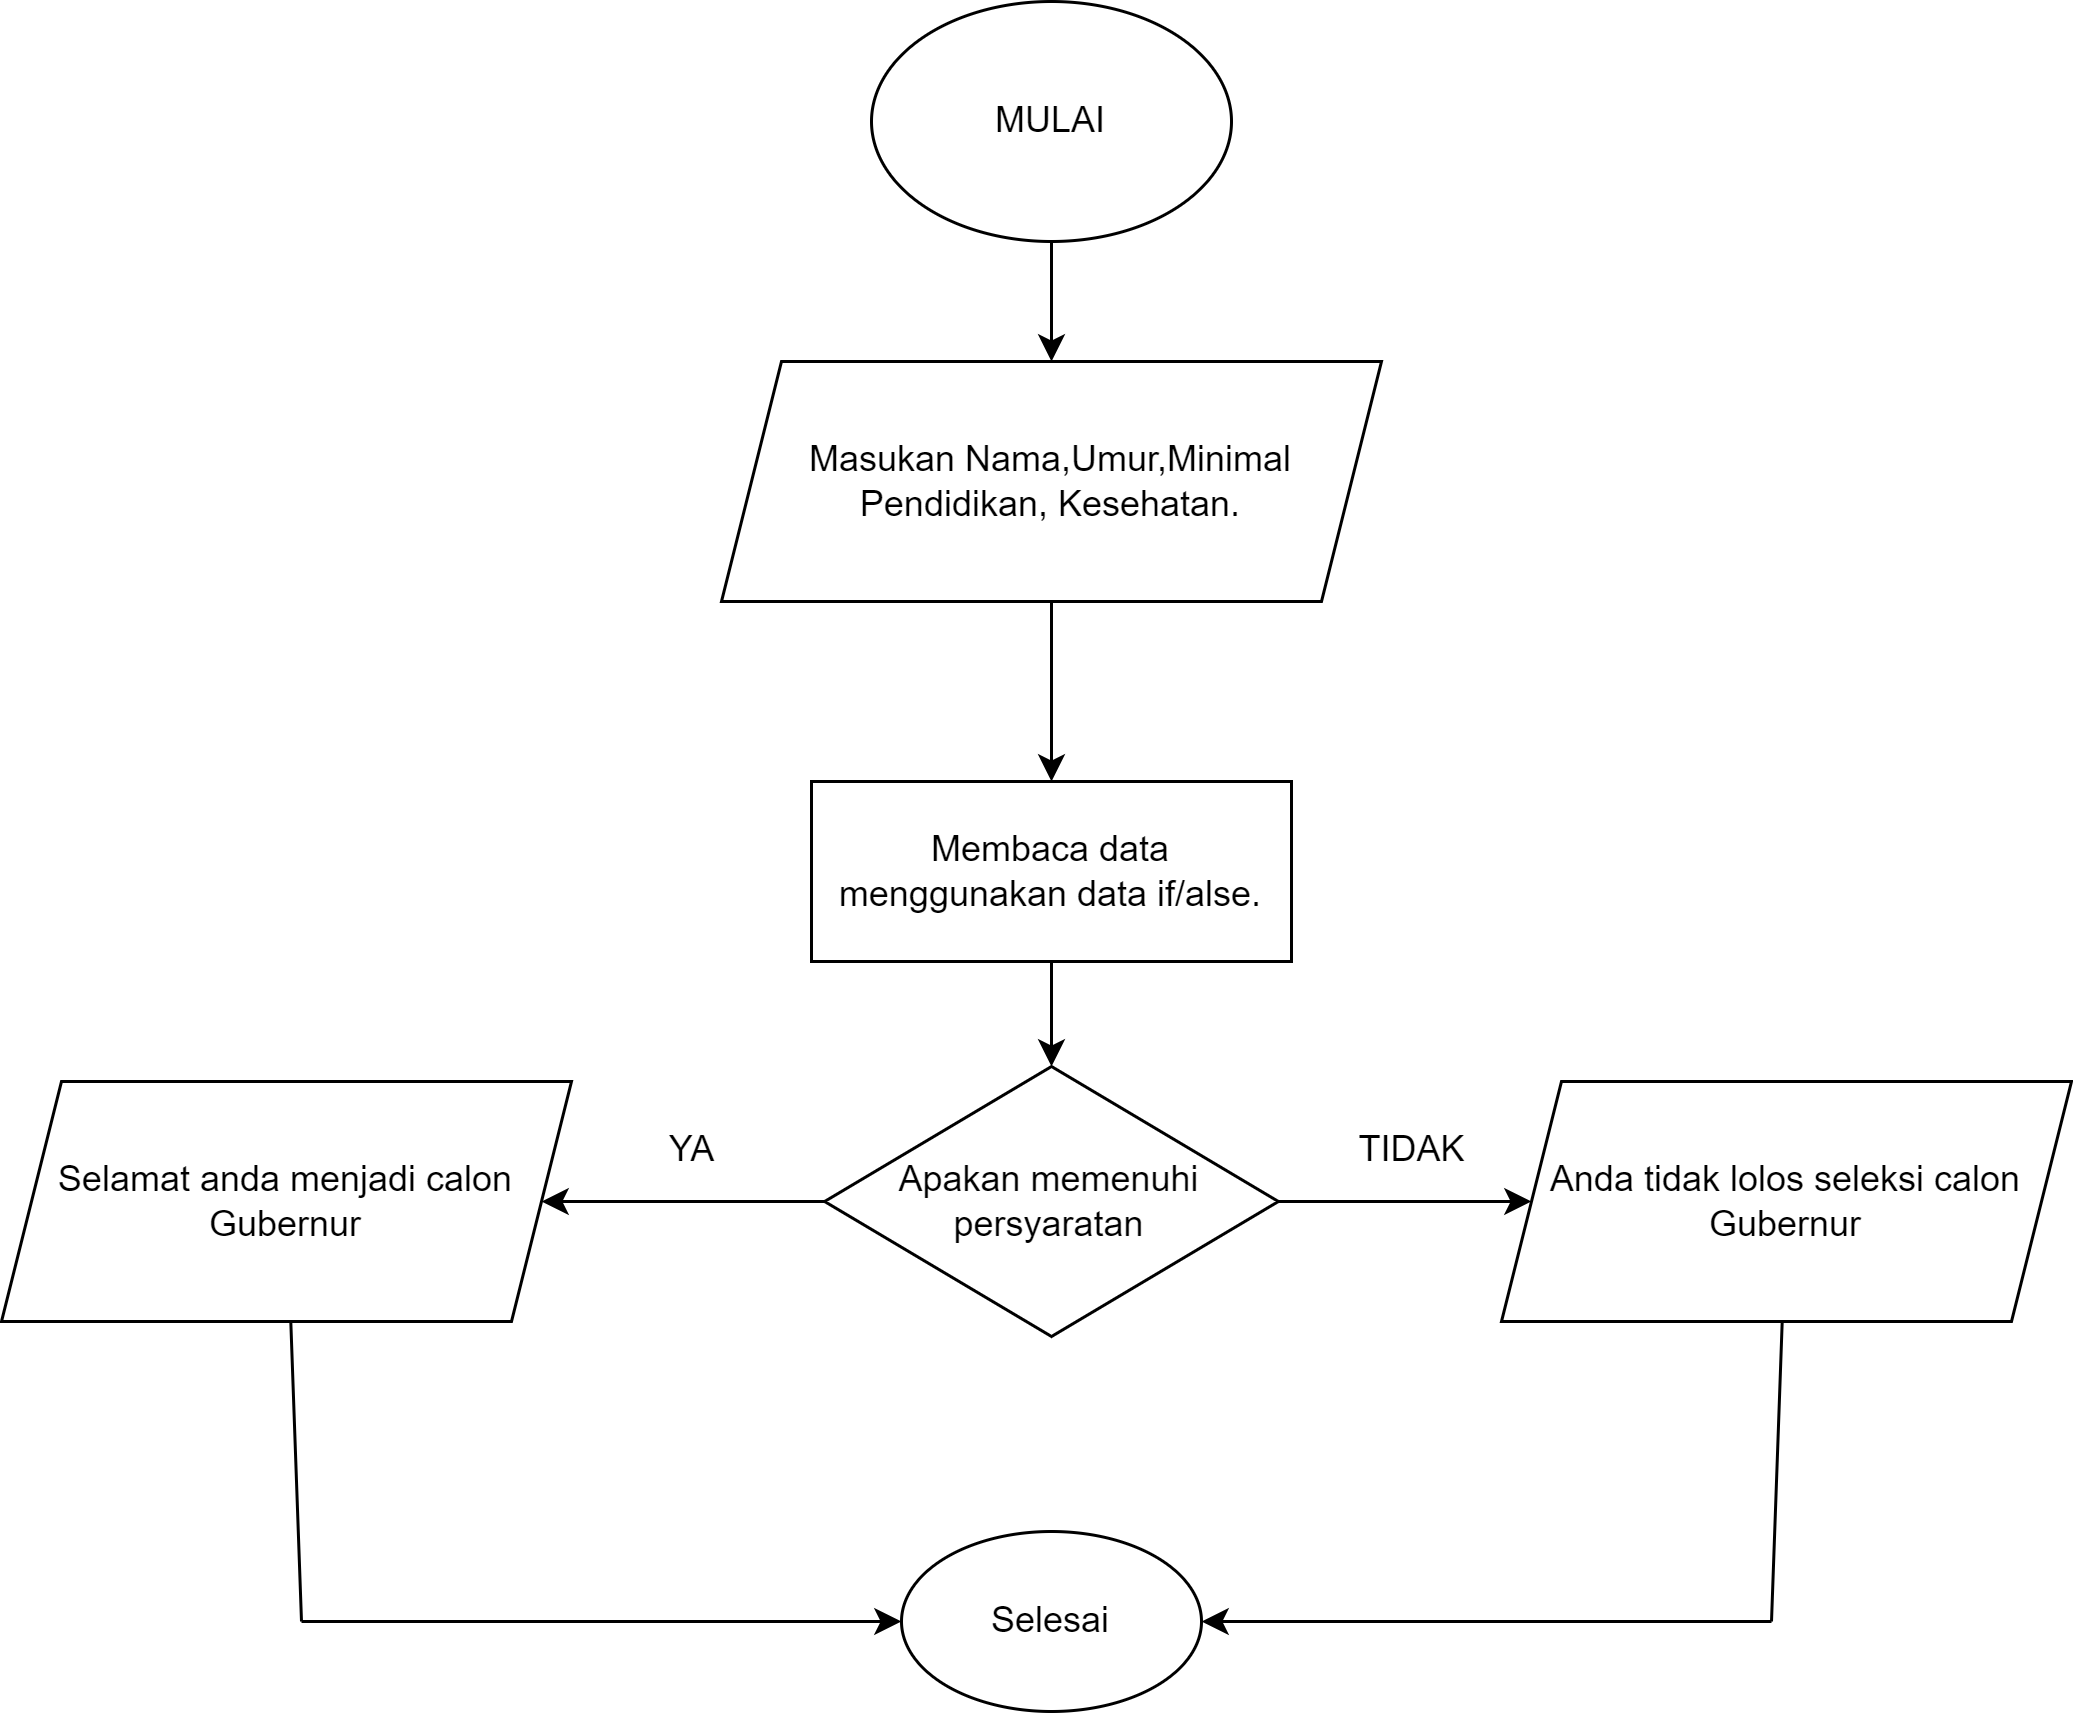 MULAI
Masukan Nama,Umur,Minimal
Pendidikan, Kesehatan.
Membaca data
menggunakan data if/alse.
YA
TIDAK
Selamat anda menjadi calon
Gubernur
Apakan memenuhi
persyaratan
Anda tidak lolos seleksi calon
Gubernur
Selesai